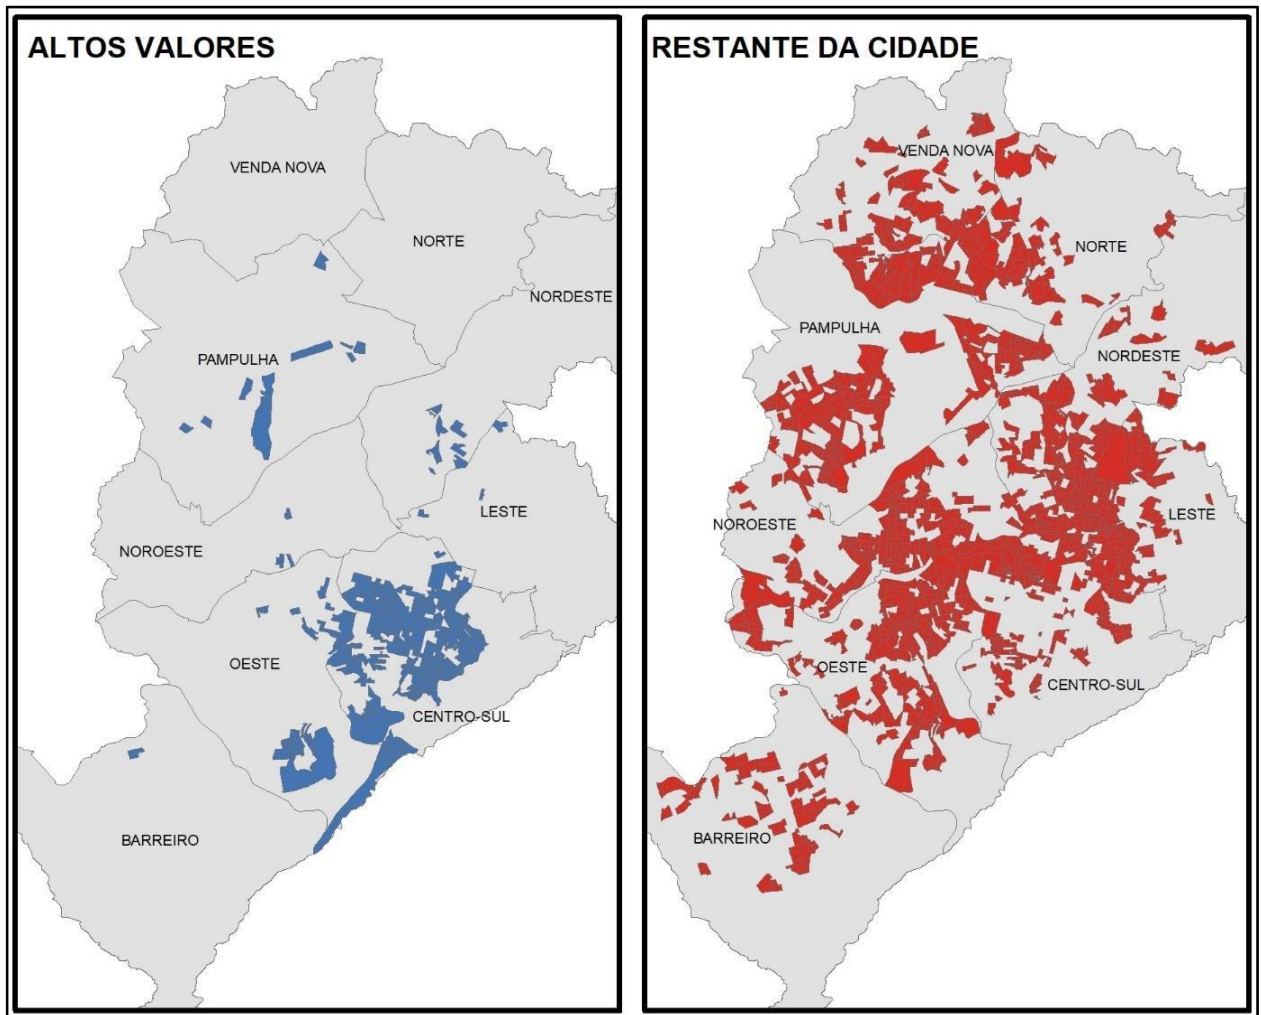 ALTOS VALORES
VENDA NOVA
NORTE
NORDESTE
PAMPULHA
LESTE
NOROESTE
OESTE
CENTRO-SUL
BARREIRO
RESTANTE DA CIDADE
VENDA NOVA
NORTE
PAMPULHA
NORDESTE
LESTE
NOROESTE
OESTE
CENTRO-SUL
BARREIRO